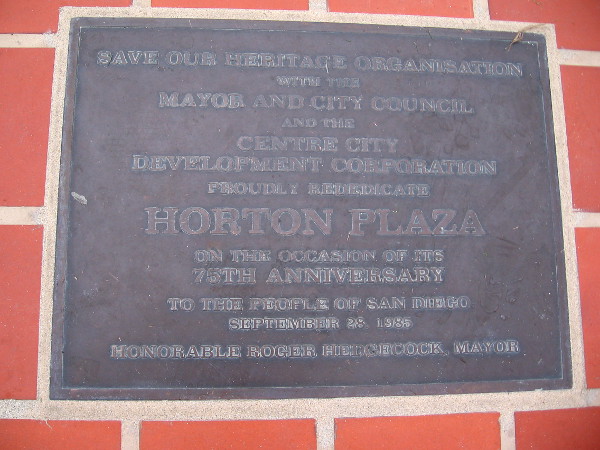 SAVE OUR HERITAGE ORGANISATION
WITH THE
MAYOR AND CITY COUNCIL
AND THE
CENTRE CITY
DEVELOPMENT CORPORATION
PROUDLY REDEDICATE
HORTON PLAZA
ON THE OCCASION OF ITS
75TH ANNIVERSARY
TO THE PEOPLE OF SAN DIEGO
SEPTEMBER 28, 1985
HONORABLE ROGER HEDGECOCK, MAYOR